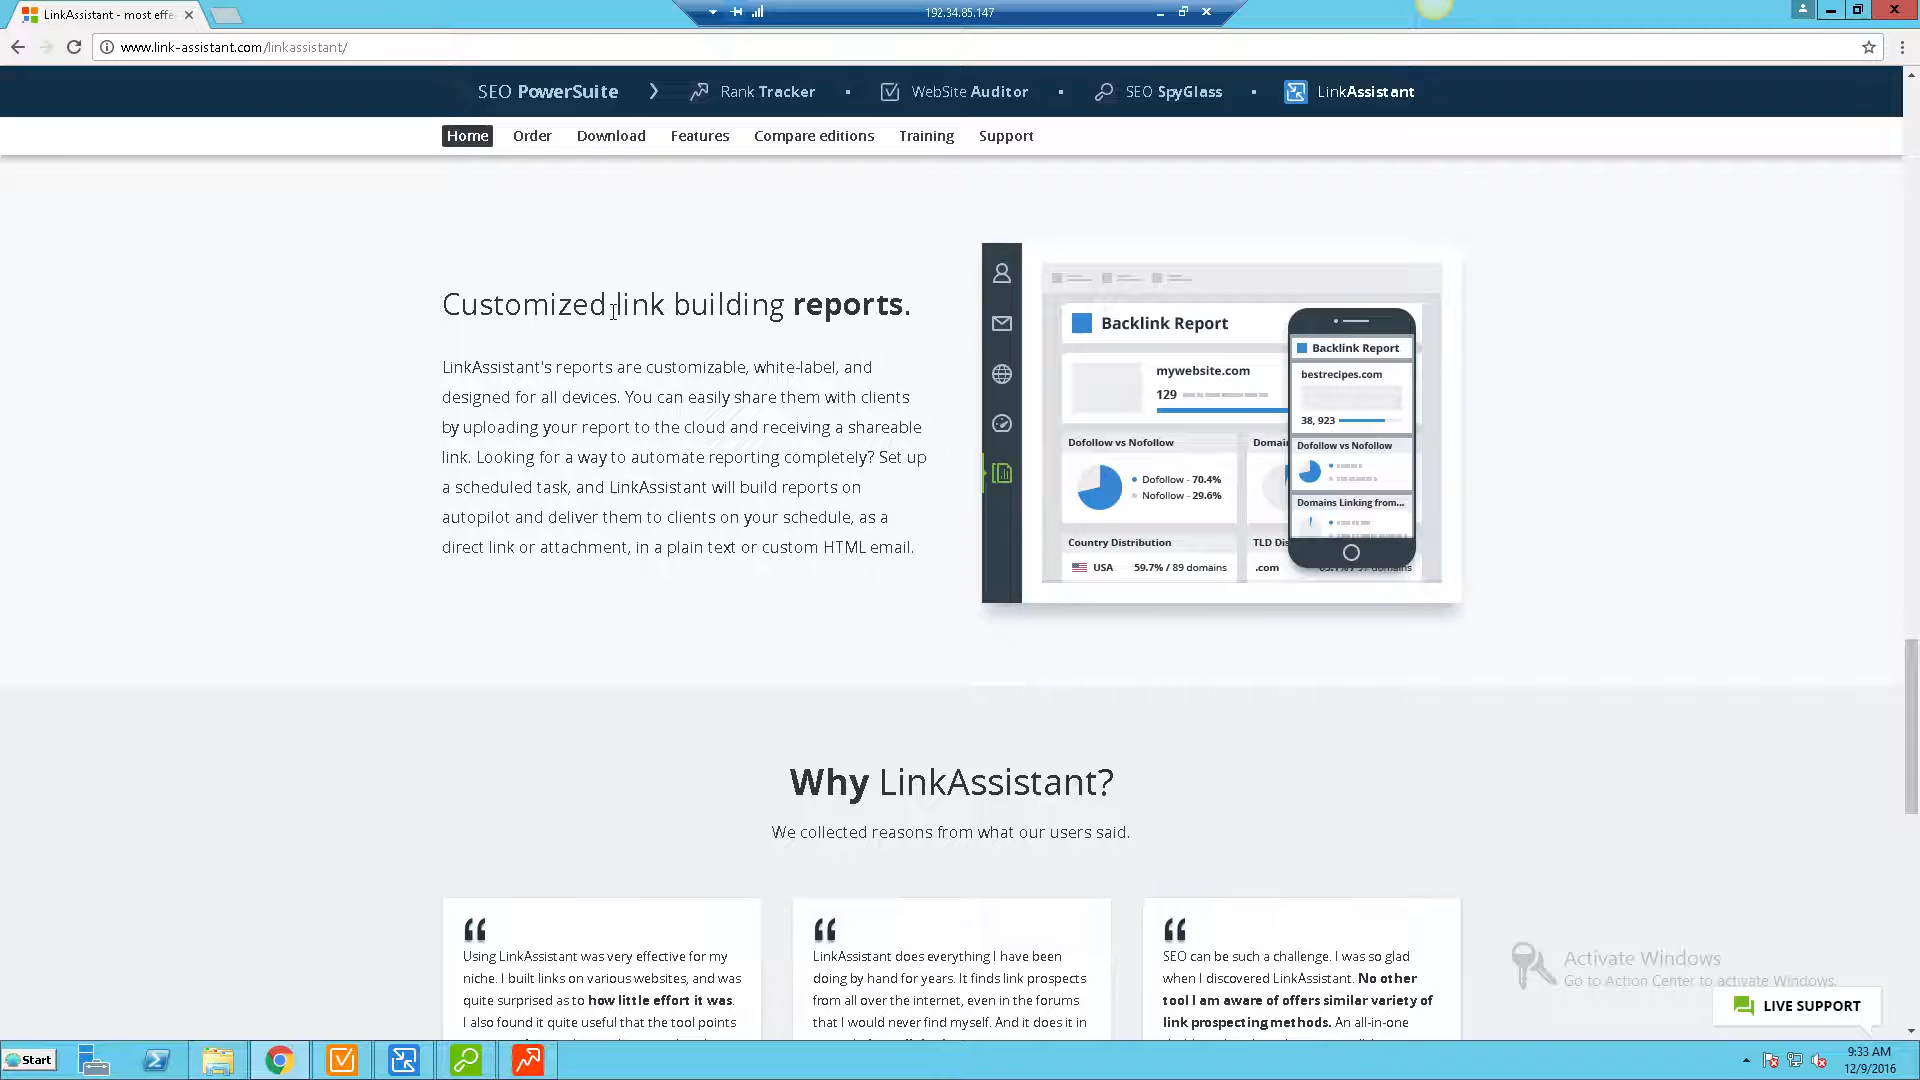 LinkAssistant - most effe
192.34.85.147
www.link-assistant.com/linkassistant/
SEO PowerSuite
Rank Tracker
WebSite Auditor
SEO SpyGlass
LinkAssistant
Home
Order
Download
Features
Compare editions
Training
Support
Customized link building reports.
LinkAssistant's reports are customizable, white-label, and
designed for all devices. You can easily share them with clients
by uploading your report to the cloud and receiving a shareable
link. Looking for a way to automate reporting completely? Set up
a scheduled task, and LinkAssistant will build reports on
autopilot and deliver them to clients on your schedule, as a
direct link or attachment, in a plain text or custom HTML email.
Backlink Report
mywebsite.com
129
Dofollow vs Nofollow
Dofollow - 70.4%
Nofollow - 29.6%
Domai
Country Distribution
USA 59.7% / 89 domains
TLD Dis
.com
Backlink Report
bestrecipes.com
38, 923
Dofollow vs Nofollow
Domains Linking from...
Why LinkAssistant?
We collected reasons from what our users said.
Using LinkAssistant was very effective for my
niche. I built links on various websites, and was
quite surprised as to how little effort it was.
I also found it quite useful that the tool points
LinkAssistant does everything I have been
doing by hand for years. It finds link prospects
from all over the internet, even in the forums
that I would never find myself. And it does it in
SEO can be such a challenge. I was so glad
when I discovered LinkAssistant. No other
tool I am aware of offers similar variety of
link prospecting methods. An all-in-one
Activate Windows
Go to Action Center to activate Windows.
LIVE SUPPORT
Start
9:33 AM
12/9/2016